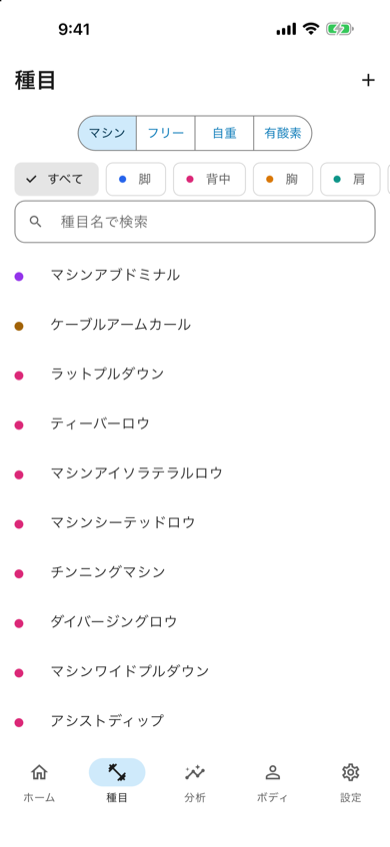 9:41
種目
マシン フリー 自重 有酸素
すべて 脚 背中 胸 肩
種目名で検索
マシンアブドミナル
ケーブルアームカール
ラットプルダウン
ティーバーロウ
マシンアイソラテラルロウ
マシンシーテッドロウ
チンニングマシン
ダイバージングロウ
マシンワイドプルダウン
アシストディップ
ホーム 種目 分析 ボディ 設定